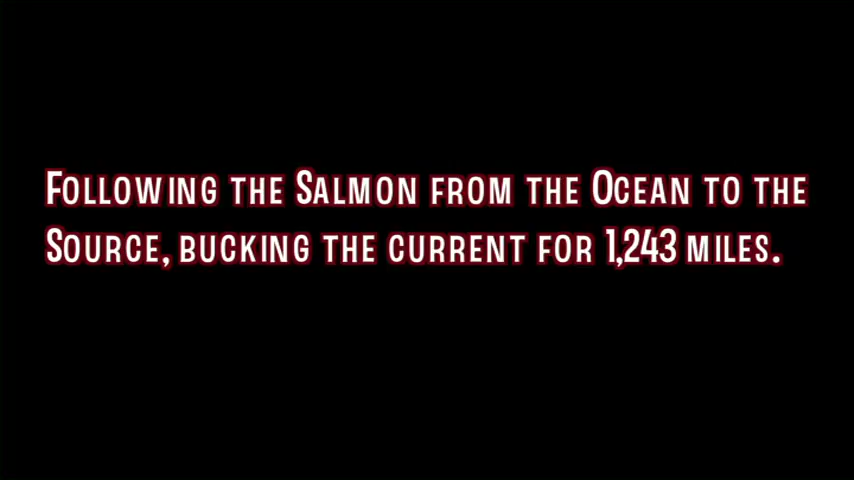 Following the Salmon from the Ocean to the
Source, bucking the current for 1,243 miles.